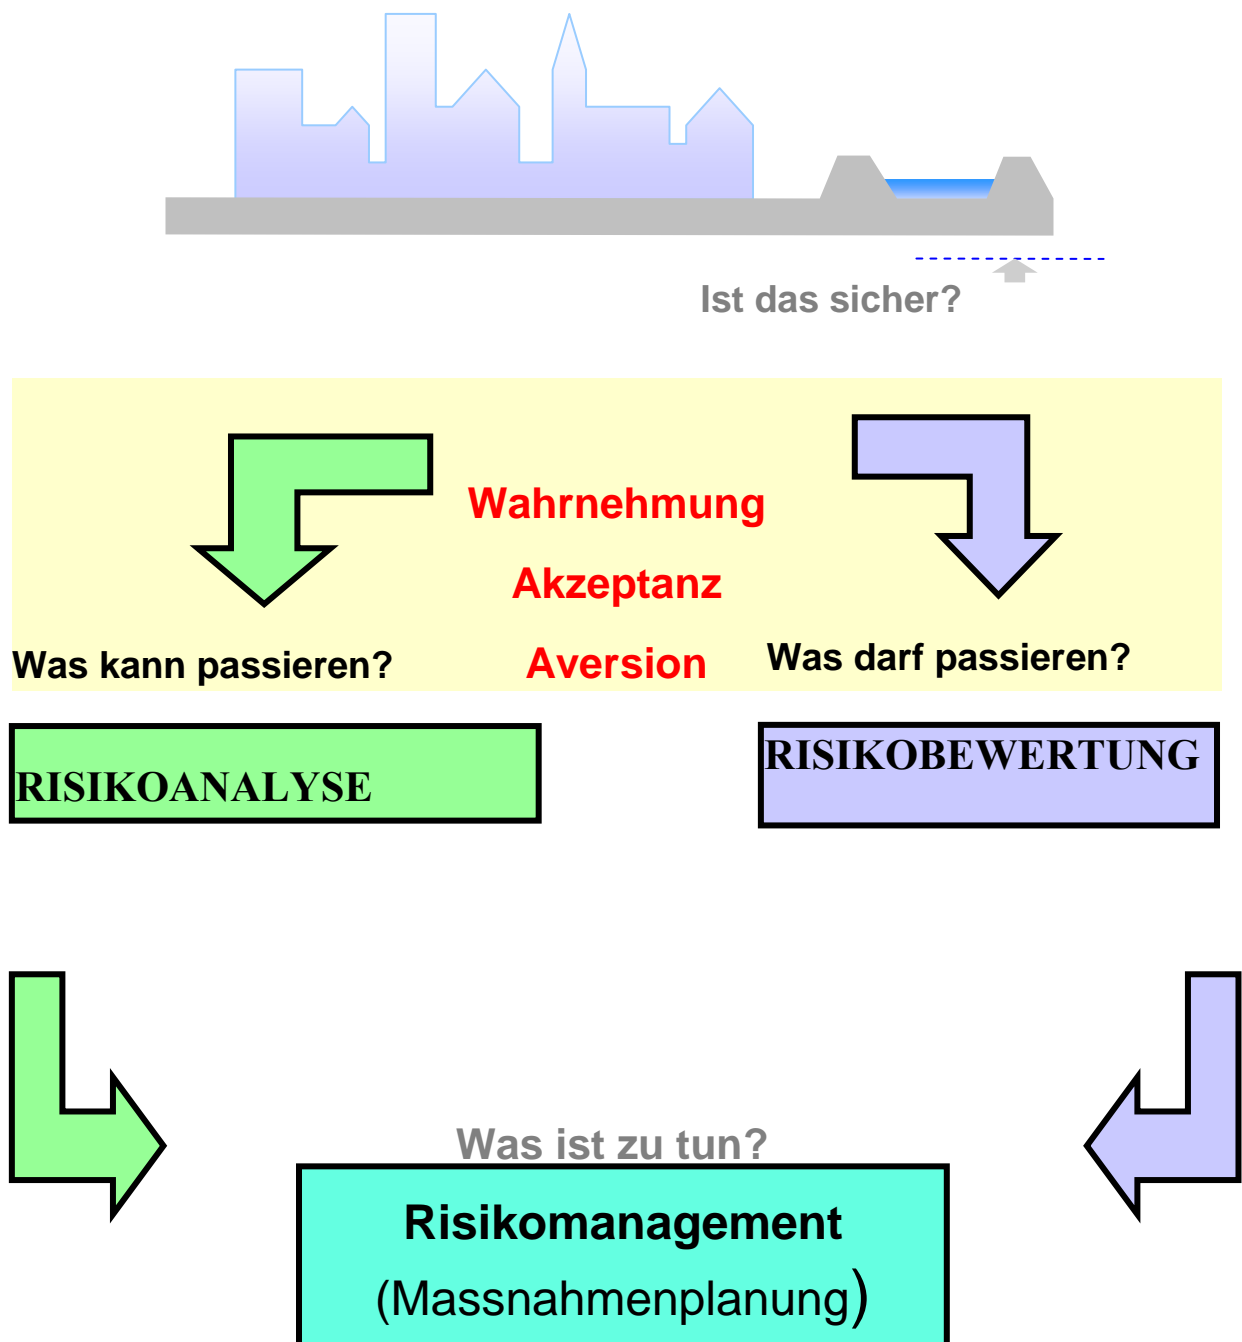 Ist das sicher?
Wahrnehmung
Akzeptanz
Aversion
Was kann passieren?
Was darf passieren?
RISIKOANALYSE
RISIKOBEWERTUNG
Was ist zu tun?
Risikomanagement
(Massnahmenplanung)